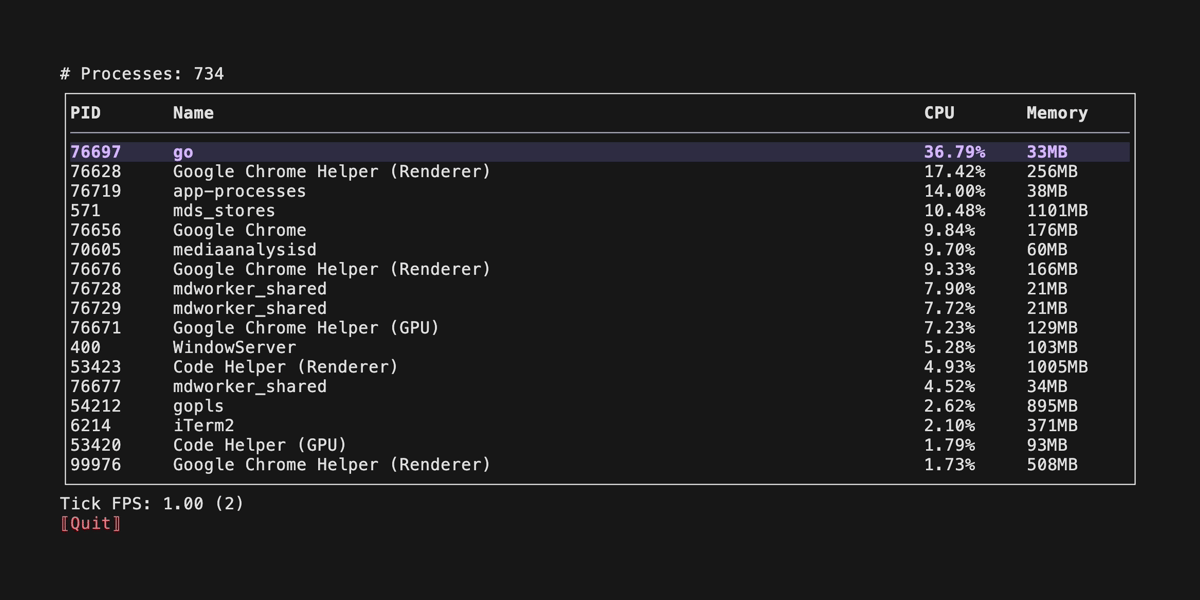 # Processes: 734
PID Name CPU Memory
76697 go 36.79% 33MB
76628 Google Chrome Helper (Renderer) 17.42% 256MB
76719 app-processes 14.00% 38MB
571 mds_stores 10.48% 1101MB
76656 Google Chrome 9.84% 176MB
70605 mediaanalysisd 9.70% 60MB
76676 Google Chrome Helper (Renderer) 9.33% 166MB
76728 mdworker_shared 7.90% 21MB
76729 mdworker_shared 7.72% 21MB
76671 Google Chrome Helper (GPU) 7.23% 129MB
400 WindowServer 5.28% 103MB
53423 Code Helper (Renderer) 4.93% 1005MB
76677 mdworker_shared 4.52% 34MB
54212 gopls 2.62% 895MB
6214 iTerm2 2.10% 371MB
53420 Code Helper (GPU) 1.79% 93MB
99976 Google Chrome Helper (Renderer) 1.73% 508MB
Tick FPS: 1.00 (2)
⟦Quit⟧